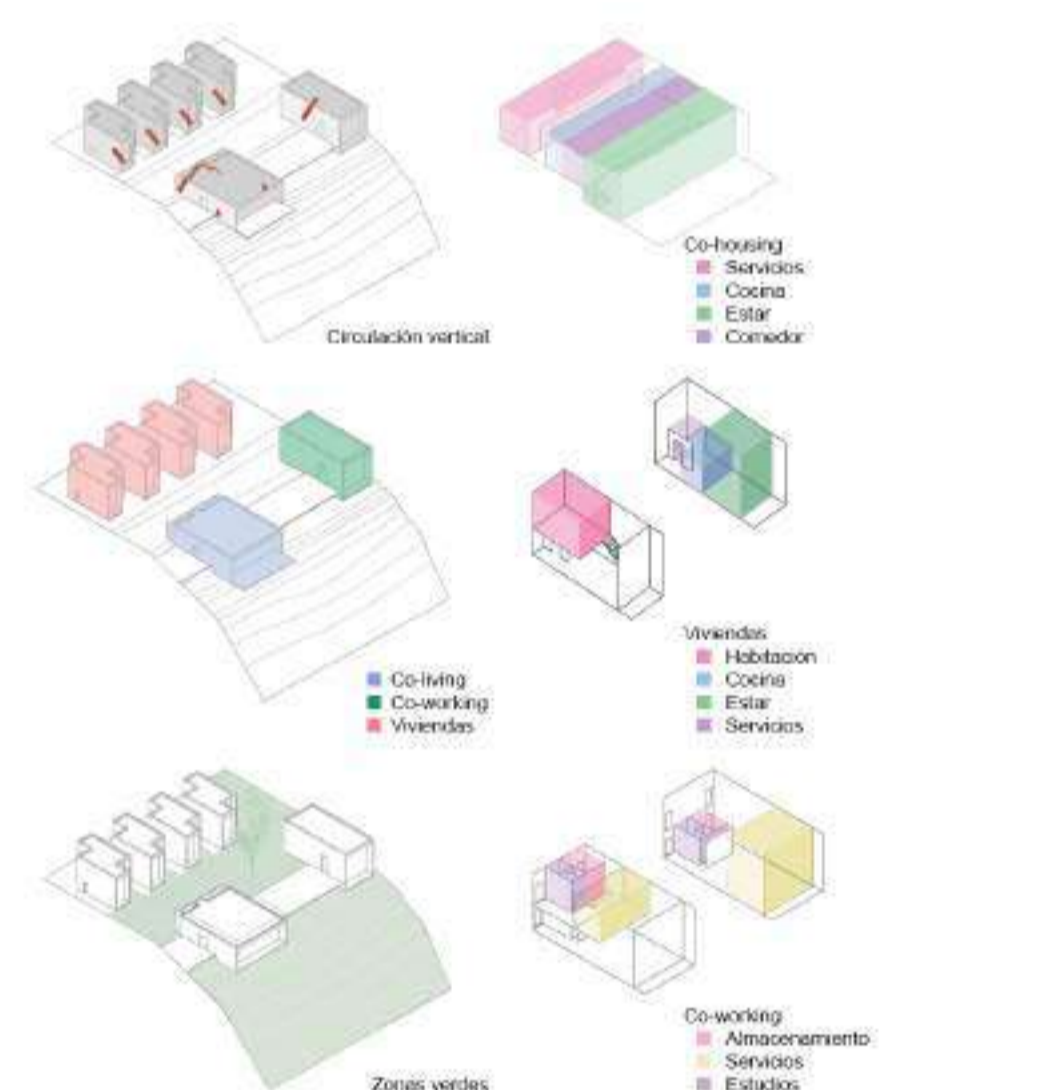 Circulación vertical
Co-housing
Servicios
Cocina
Estar
Comedor
Co-living
Co-working
Viviendas
Viviendas
Habitación
Cocina
Estar
Servicios
Zonas verdes
Co-working
Almacenamiento
Servicios
Estudios